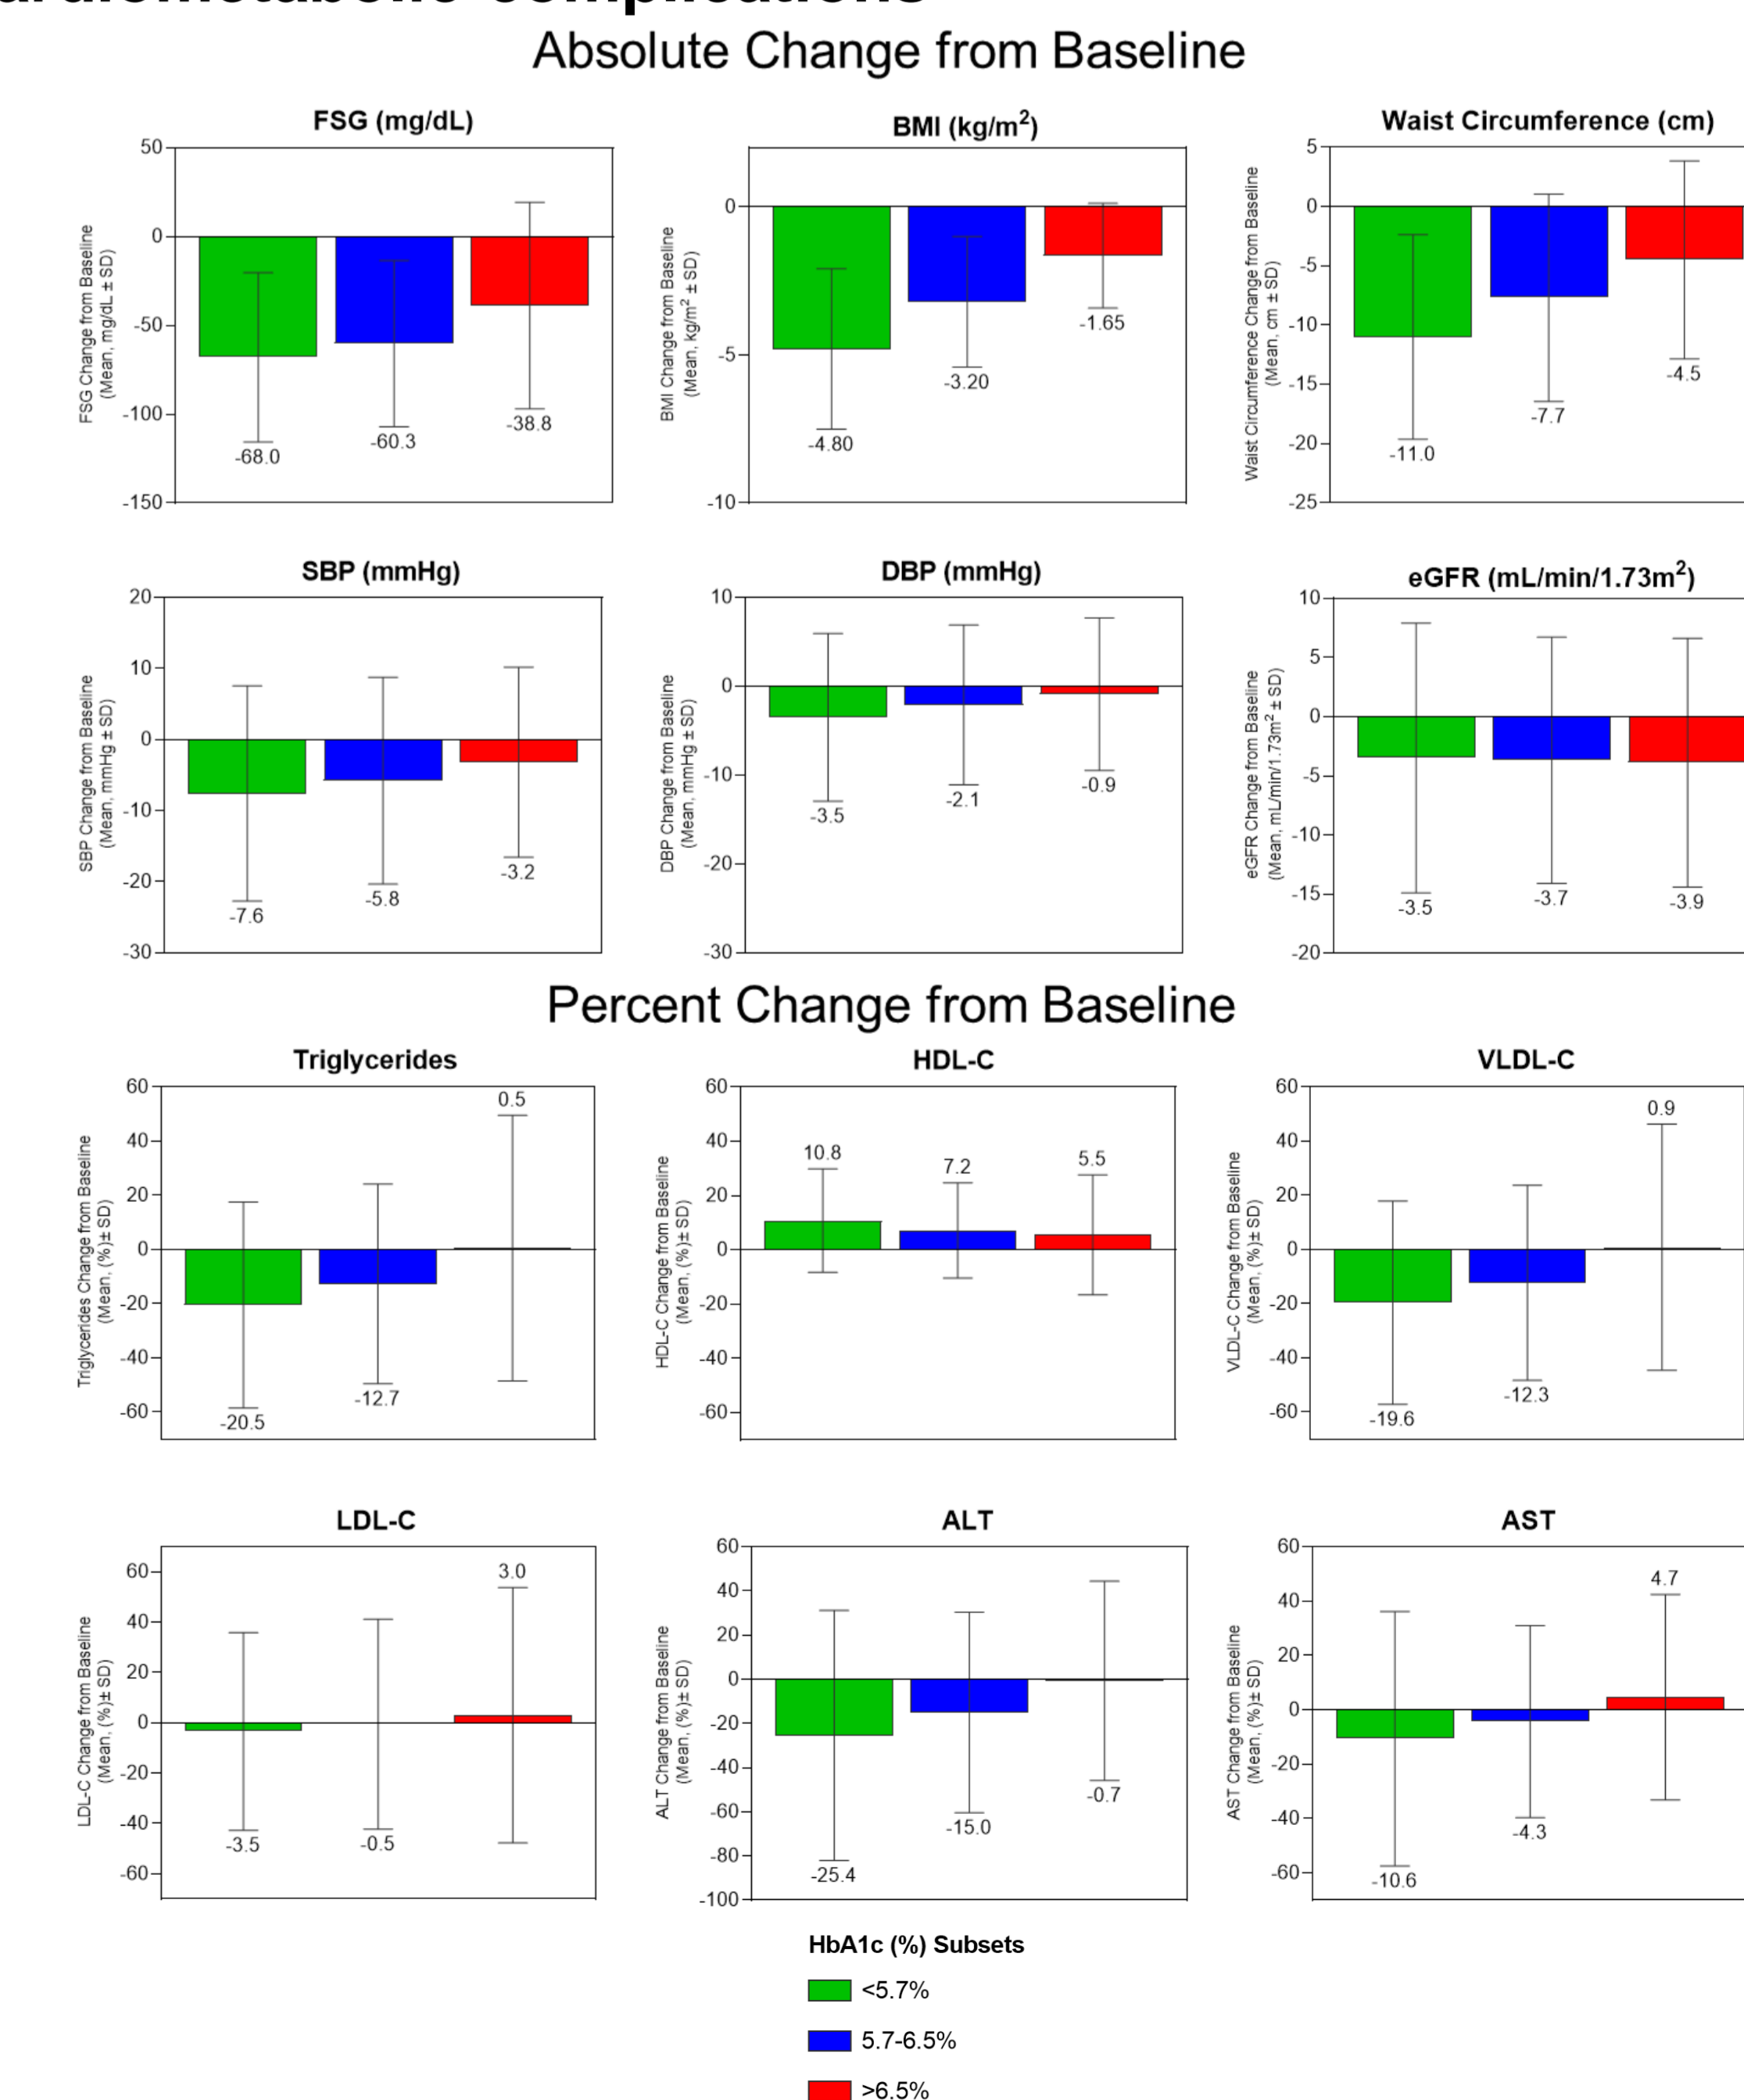 complications
Absolute Change from Baseline
FSG (mg/dL)
FSG Change from Baseline
(Mean, mg/dL ± SD)
50
0
-50
-100
-150
-68.0
-60.3
-38.8
BMI (kg/m²)
BMI Change from Baseline
(Mean, kg/m² ± SD)
0
-5
-10
-4.80
-3.20
-1.65
Waist Circumference (cm)
Waist Circumference Change from Baseline
(Mean, cm ± SD)
5
0
-5
-10
-15
-20
-25
-11.0
-7.7
-4.5
SBP (mmHg)
SBP Change from Baseline
(Mean, mmHg ± SD)
20
10
0
-10
-20
-30
-7.6
-5.8
-3.2
DBP (mmHg)
DBP Change from Baseline
(Mean, mmHg ± SD)
10
0
-10
-20
-30
-3.5
-2.1
-0.9
eGFR (mL/min/1.73m²)
eGFR Change from Baseline
(Mean, mL/min/1.73m² ± SD)
10
5
0
-5
-10
-15
-20
-3.5
-3.7
-3.9
Percent Change from Baseline
Triglycerides
Triglycerides Change from Baseline
(Mean, (%)± SD)
60
40
20
0
-20
-40
-60
-20.5
-12.7
0.5
HDL-C
HDL-C Change from Baseline
(Mean, (%)± SD)
60
40
20
0
-20
-40
-60
10.8
7.2
5.5
VLDL-C
VLDL-C Change from Baseline
(Mean, (%)± SD)
60
40
20
0
-20
-40
-60
-19.6
-12.3
0.9
LDL-C
LDL-C Change from Baseline
(Mean, (%)± SD)
60
40
20
0
-20
-40
-60
-3.5
-0.5
3.0
ALT
ALT Change from Baseline
(Mean, (%)± SD)
60
40
20
0
-20
-40
-60
-80
-100
-25.4
-15.0
-0.7
AST
AST Change from Baseline
(Mean, (%)± SD)
60
40
20
0
-20
-40
-60
-10.6
-4.3
4.7
HbA1c (%) Subsets
<5.7%
5.7-6.5%
>6.5%